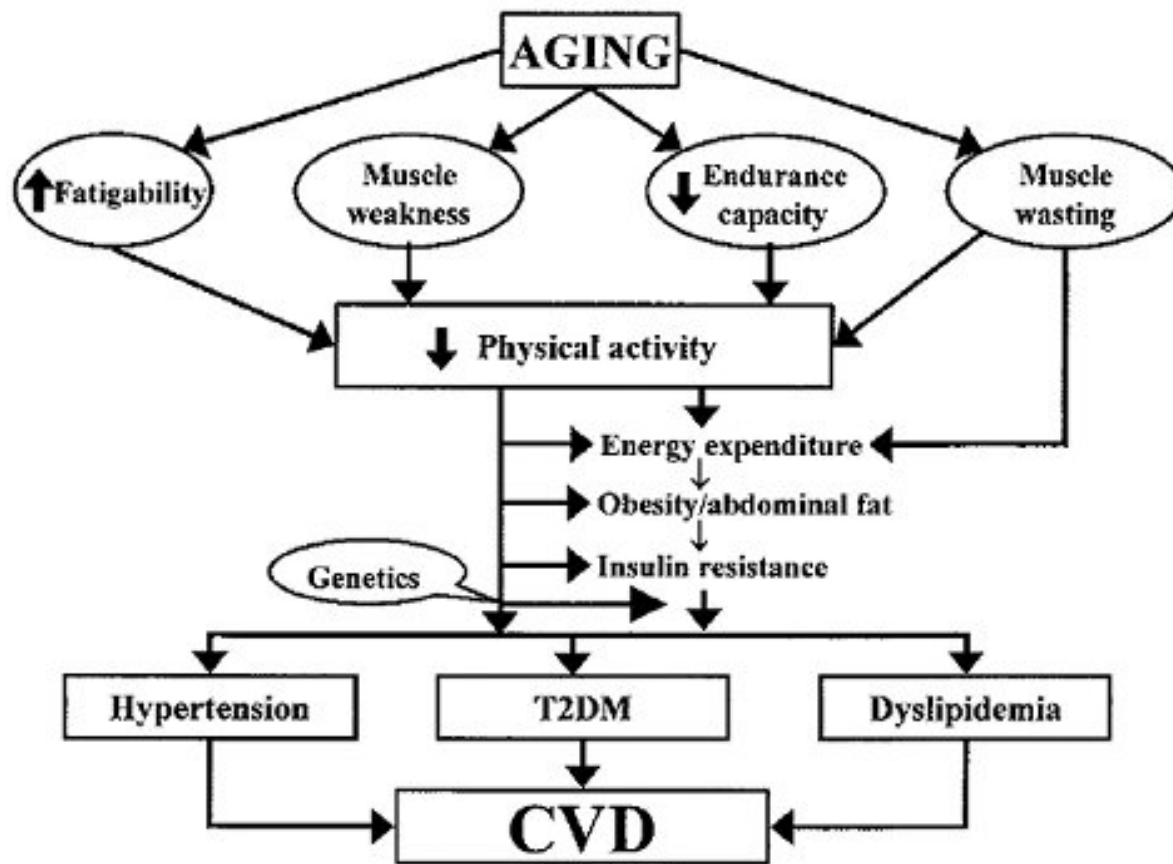 AGING
Fatigability
Muscle
weakness
Endurance
capacity
Muscle
wasting
Physical activity
Energy expenditure
Obesity/abdominal fat
Insulin resistance
Genetics
Hypertension
T2DM
Dyslipidemia
CVD